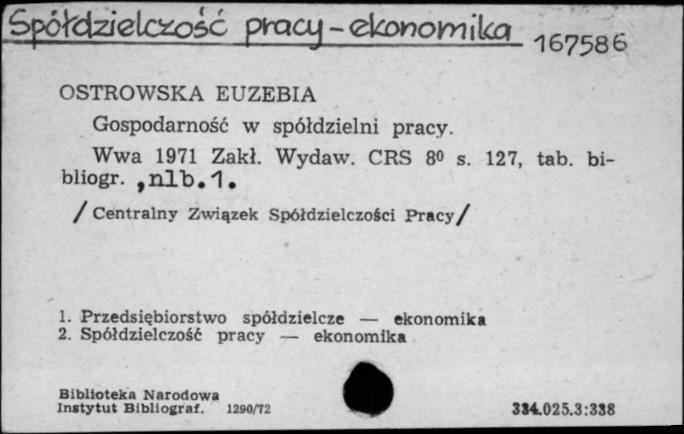 Spółdzielczość pracy - ekonomika 167586
OSTROWSKA EUZEBIA
Gospodarność w spółdzielni pracy.
Wwa 1971 Zakł. Wydaw. CRS 8⁰ s. 127, tab. bi-
bliogr. , nlb. 1.
/ Centralny Związek Spółdzielczości Pracy /
1. Przedsiębiorstwo spółdzielcze — ekonomika
2. Spółdzielczość pracy — ekonomika
Biblioteka Narodowa
Instytut Bibliograf. 1290/72 334.025.3:338